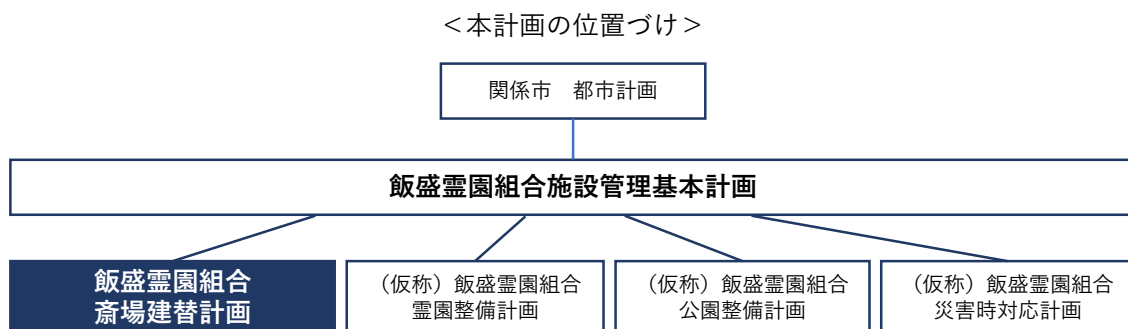 ＜本計画の位置づけ＞
関係市　都市計画
飯盛霊園組合施設管理基本計画
飯盛霊園組合
斎場建替計画
（仮称）飯盛霊園組合
霊園整備計画
（仮称）飯盛霊園組合
公園整備計画
（仮称）飯盛霊園組合
災害時対応計画